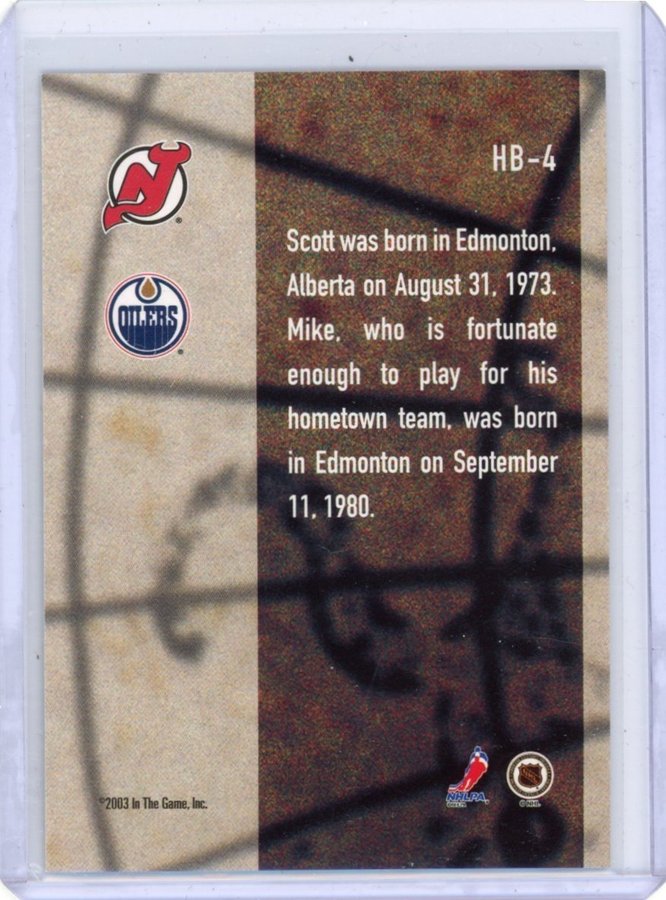 HB-4
OILERS
Scott was born in Edmonton,
Alberta on August 31, 1973.
Mike, who is fortunate
enough to play for his
hometown team, was born
in Edmonton on September
11, 1980.
©2003 In The Game, Inc.
NHLPA
© NHL